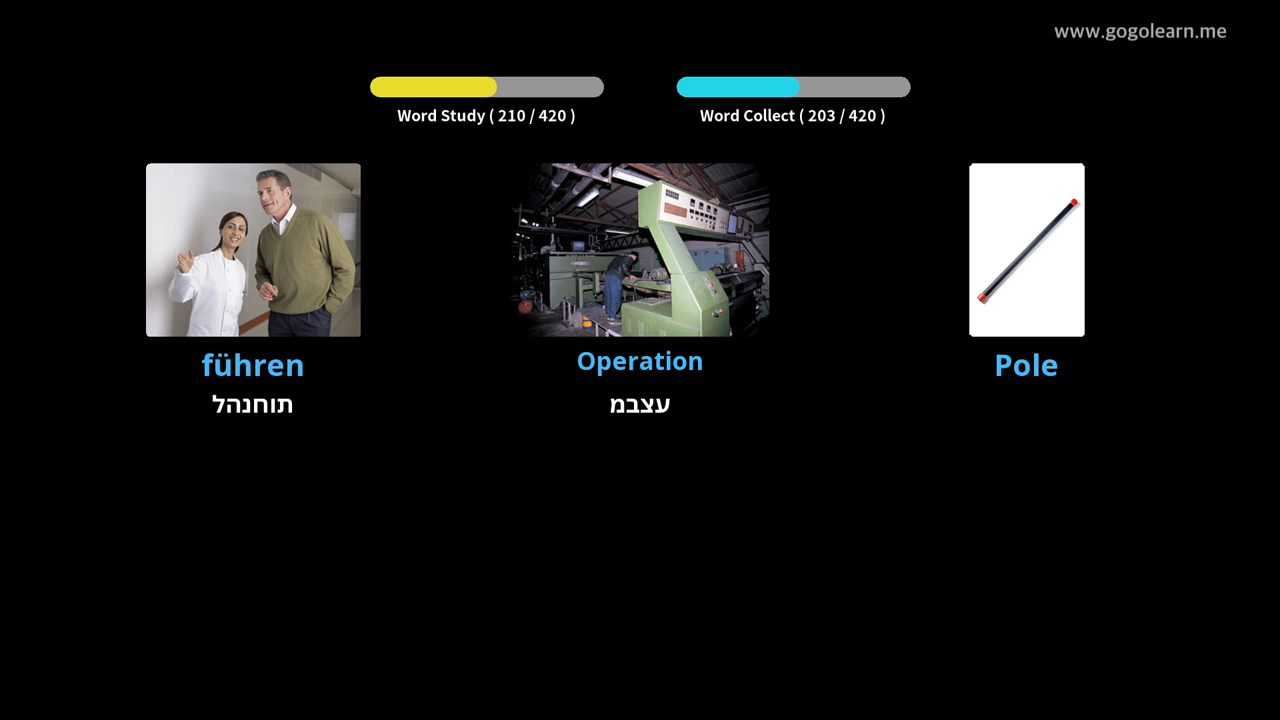 www.gogolearn.me
Word Study ( 210 / 420 )
Word Collect ( 203 / 420 )
führen
Operation
Pole
תוחנהל
עצבמ